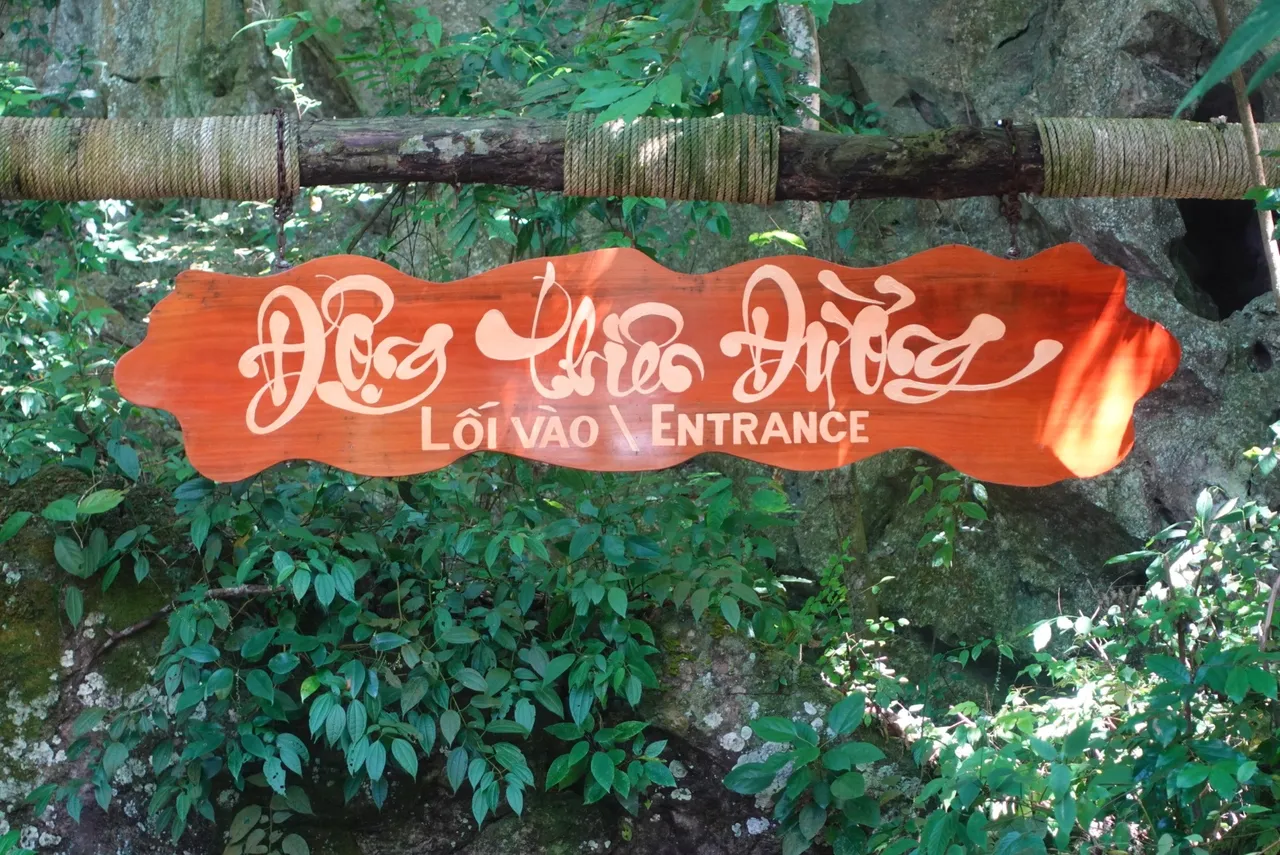 Động Thiên Đường
LỐI VÀO \ ENTRANCE